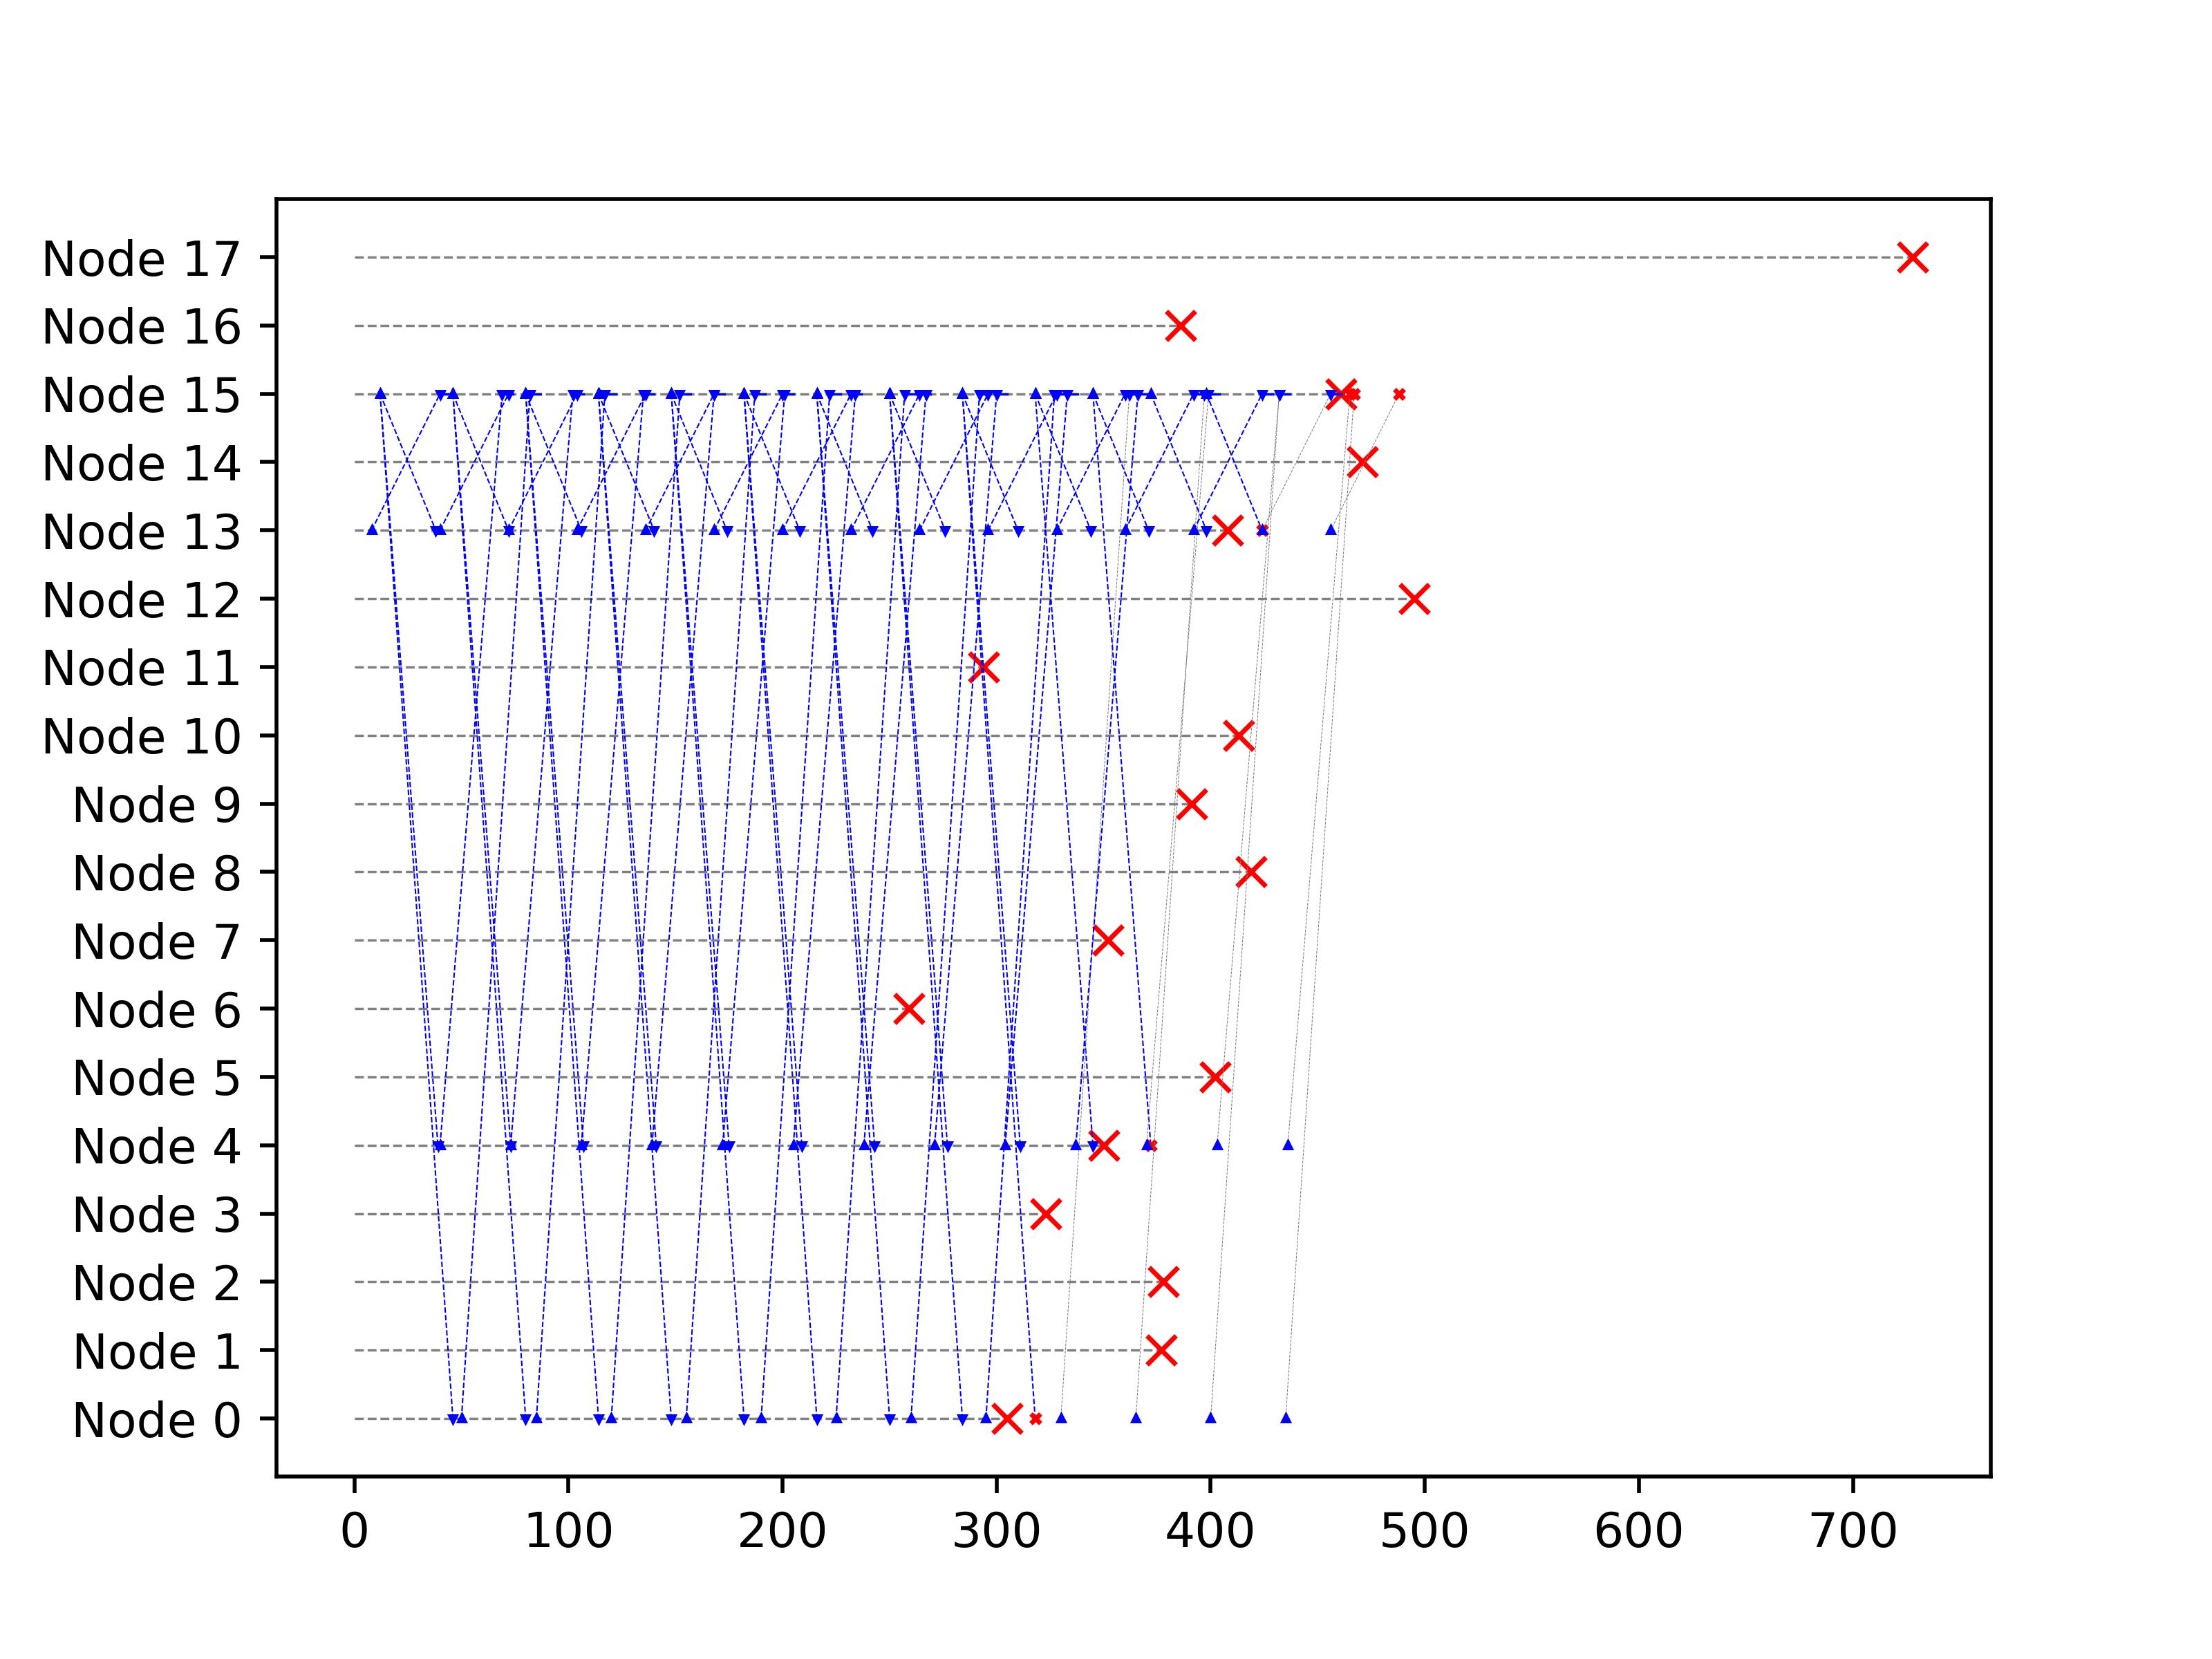 Node 17
Node 16
Node 15
Node 14
Node 13
Node 12
Node 11
Node 10
Node 9
Node 8
Node 7
Node 6
Node 5
Node 4
Node 3
Node 2
Node 1
Node 0
0 100 200 300 400 500 600 700